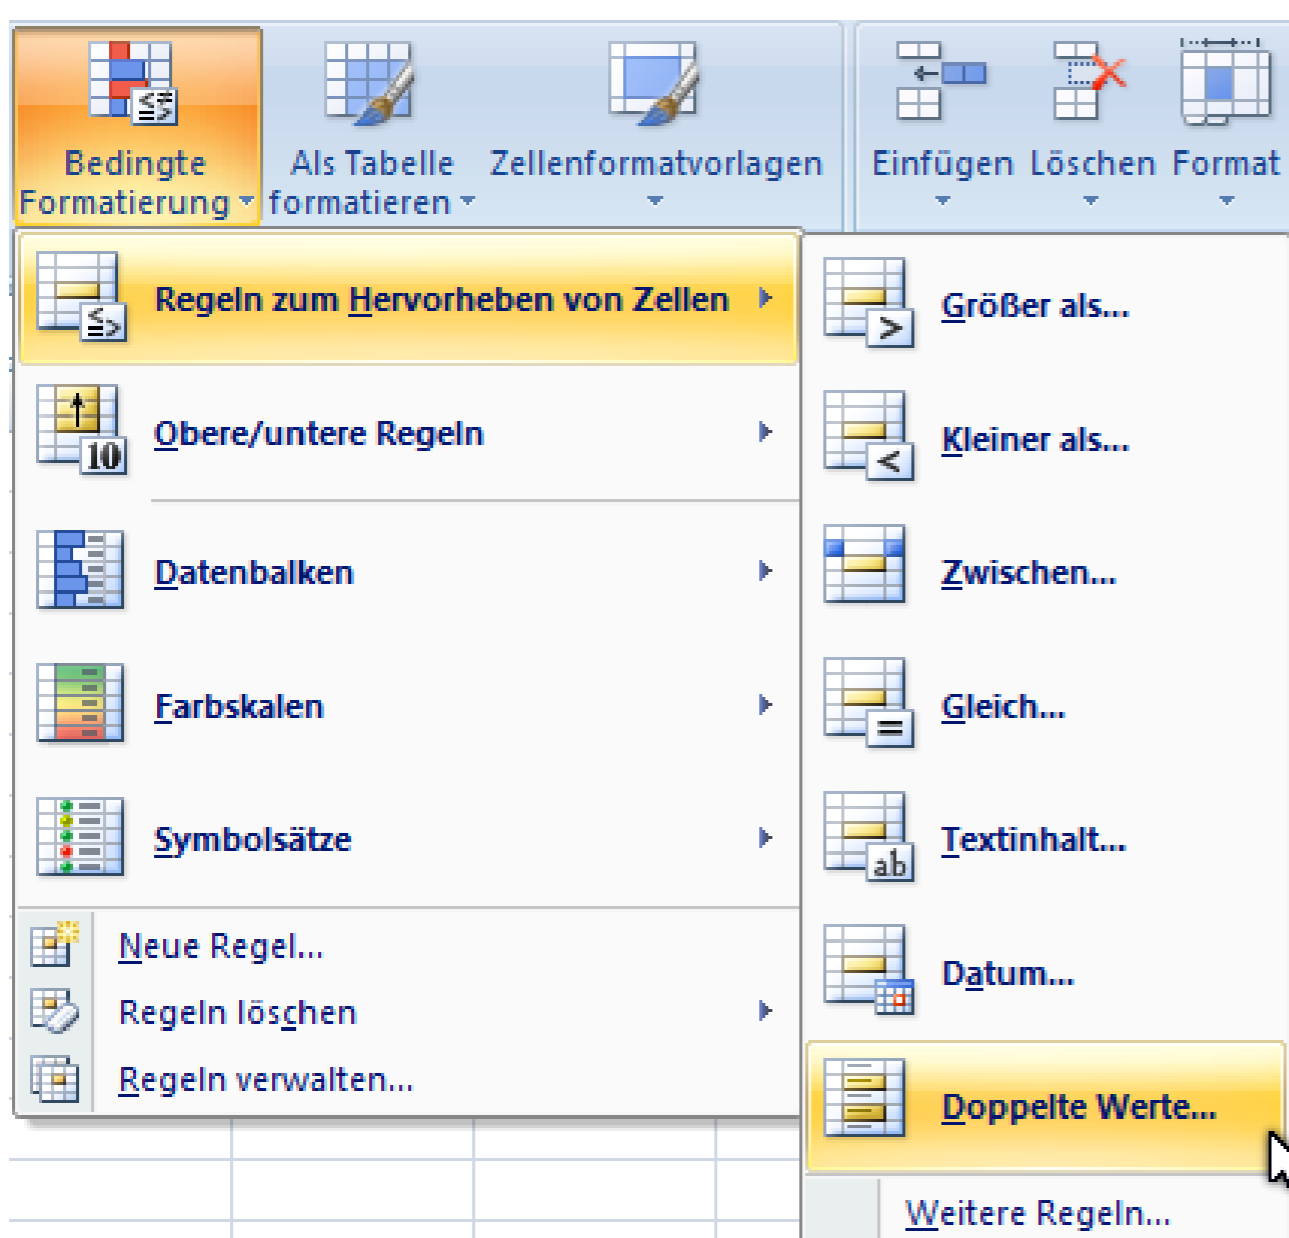 Bedingte
Formatierung
Als Tabelle
formatieren
Zellenformatvorlagen
Einfügen
Löschen
Format
Regeln zum Hervorheben von Zellen
Obere/untere Regeln
10
Datenbalken
Farbskalen
Symbolsätze
Neue Regel...
Regeln löschen
Regeln verwalten...
Größer als...
>
Kleiner als...
<
Zwischen...
Gleich...
=
Textinhalt...
ab
Datum...
Doppelte Werte...
Weitere Regeln...